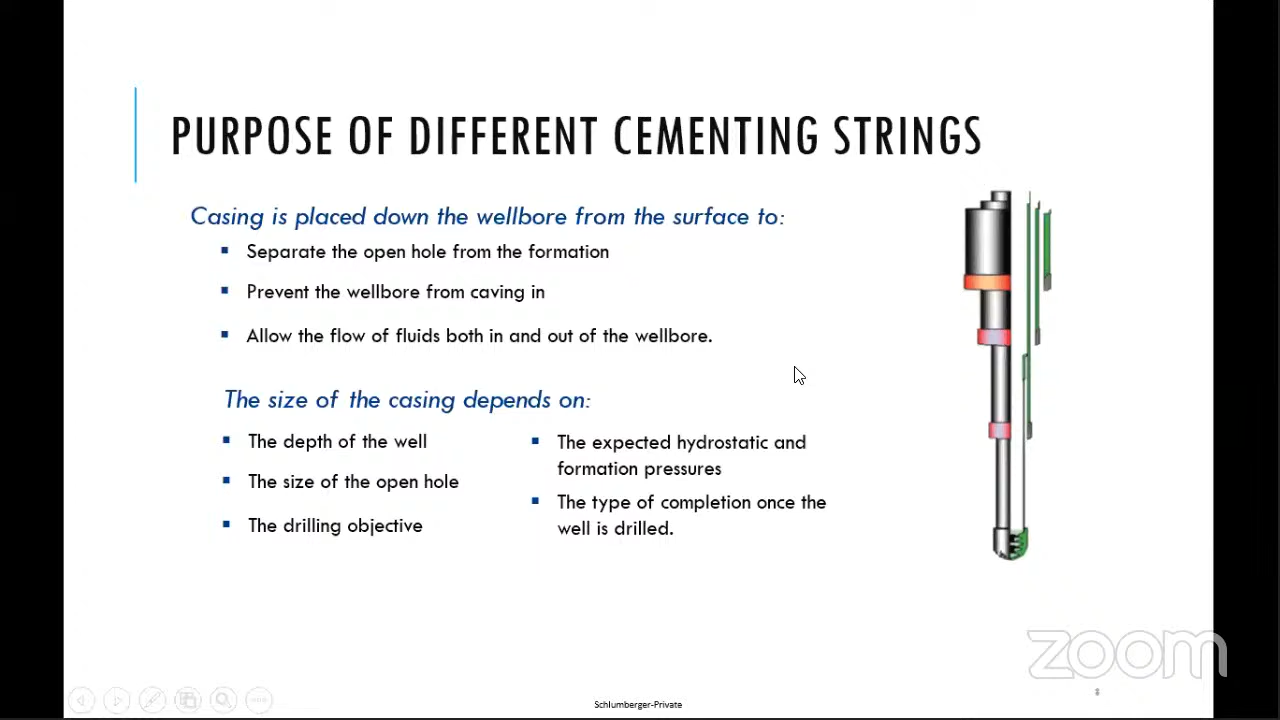 PURPOSE OF DIFFERENT CEMENTING STRINGS
Casing is placed down the wellbore from the surface to:
Separate the open hole from the formation
Prevent the wellbore from caving in
Allow the flow of fluids both in and out of the wellbore.
The size of the casing depends on:
The depth of the well
The size of the open hole
The drilling objective
The expected hydrostatic and
formation pressures
The type of completion once the
well is drilled.
zoom
Schlumberger-Private